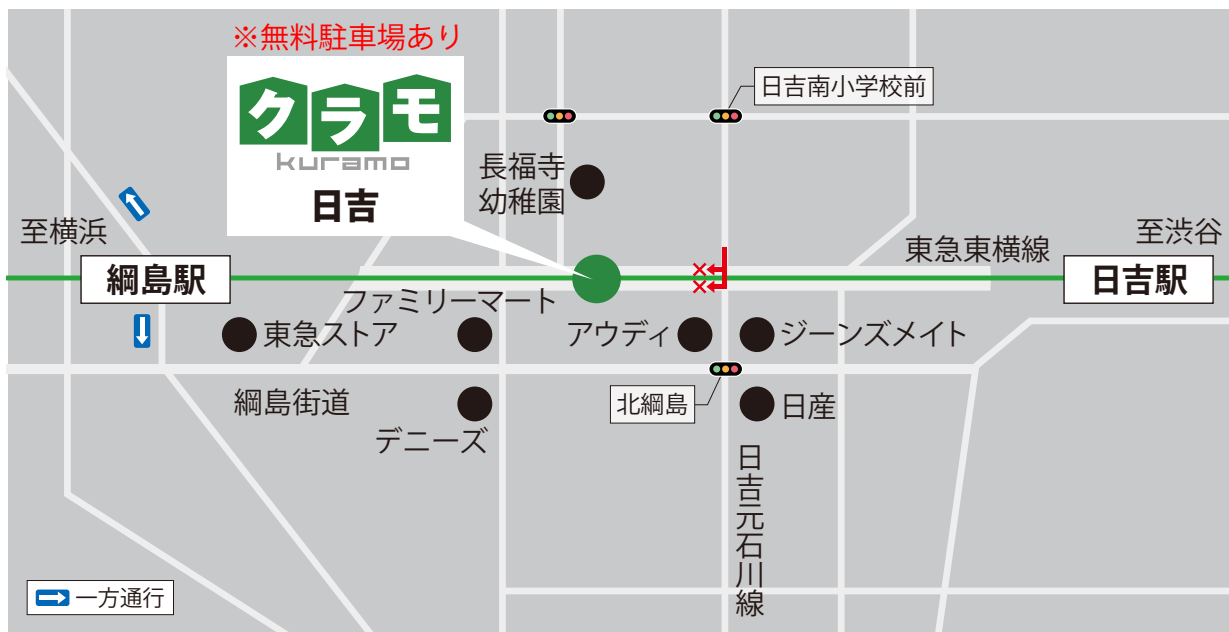 ※無料駐車場あり
クラモ
kuramo
日吉
日吉南小学校前
長福寺
幼稚園
至横浜
綱島駅
東急東横線
至渋谷
日吉駅
ファミリーマート
東急ストア
アウディ
ジーンズメイト
綱島街道
デニーズ
北綱島
日産
日吉元石川線
一方通行